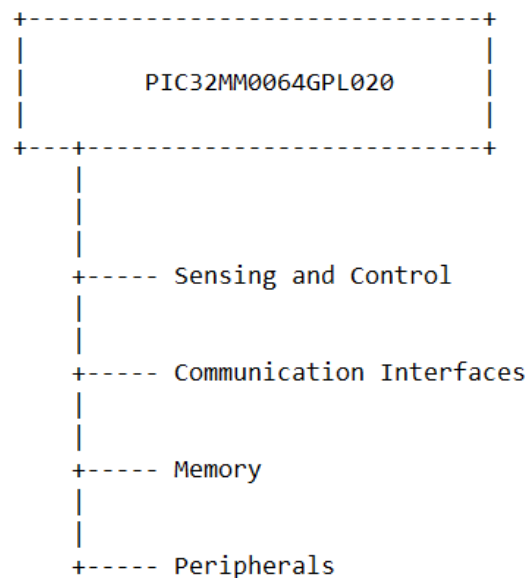 PIC32MM0064GPL020
Sensing and Control
Communication Interfaces
Memory
Peripherals